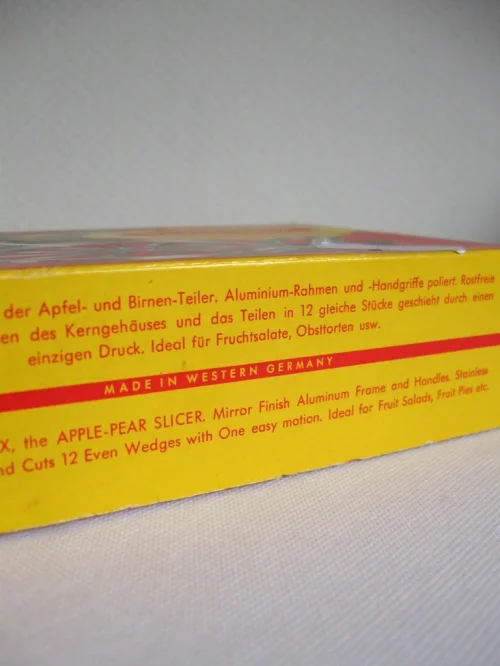 der Apfel- und Birnen-Teiler. Aluminium-Rahmen und -Handgriffe poliert. Rostfreie
en des Kerngehäuses und das Teilen in 12 gleiche Stücke geschieht durch einen
einzigen Druck. Ideal für Fruchtsalate, Obsttorten usw.
MADE IN WESTERN GERMANY
X, the APPLE-PEAR SLICER. Mirror Finish Aluminum Frame and Handles. Stainless
nd Cuts 12 Even Wedges with One easy motion. Ideal for Fruit Salads, Fruit Pies etc.